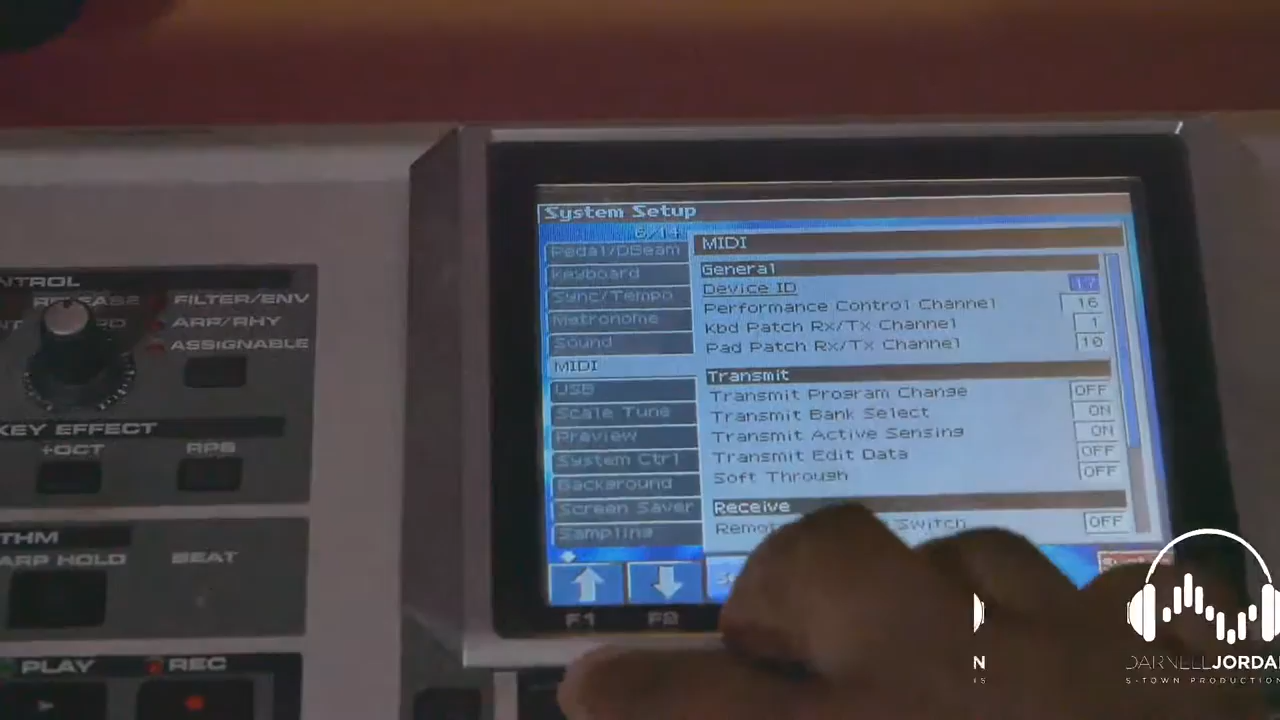 System Setup
6/14
Pedal/DBeam
Keyboard
Sync/Tempo
Metronome
Sound
MIDI
USB
Scale Tune
Preview
System Ctrl
Background
Screen Saver
Sampling
MIDI
General
Device ID 17
Performance Control Channel 16
Kbd Patch Rx/Tx Channel 1
Pad Patch Rx/Tx Channel 10
Transmit
Transmit Program Change OFF
Transmit Bank Select ON
Transmit Active Sensing ON
Transmit Edit Data OFF
Soft Through OFF
Receive
Switch OFF
F1 F2
FILTER/ENV
ARP/RHY
ASSIGNABLE
KEY EFFECT
+OCT RPS
ARP HOLD BEAT
PLAY REC
N
IS
DARNELLJORDA
S-TOWN PRODUCTION